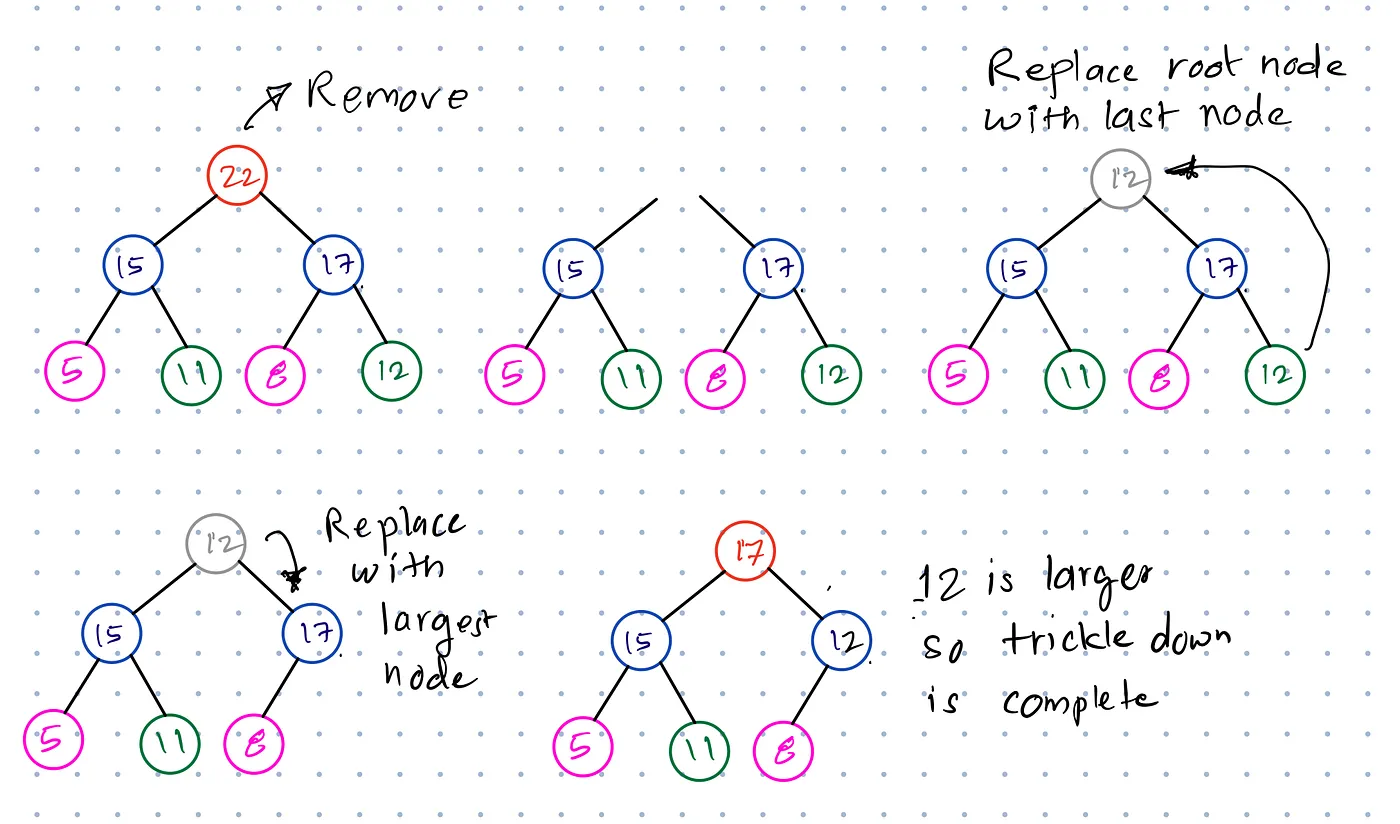 Remove
22
15 17
5 11 8 12
15 17
5 11 8 12
Replace root node
with last node
12
15 17
5 11 8 12
12
15 17
5 11 8
Replace
with
largest
node
17
15 12
5 11 8
12 is larger
so trickle down
is complete